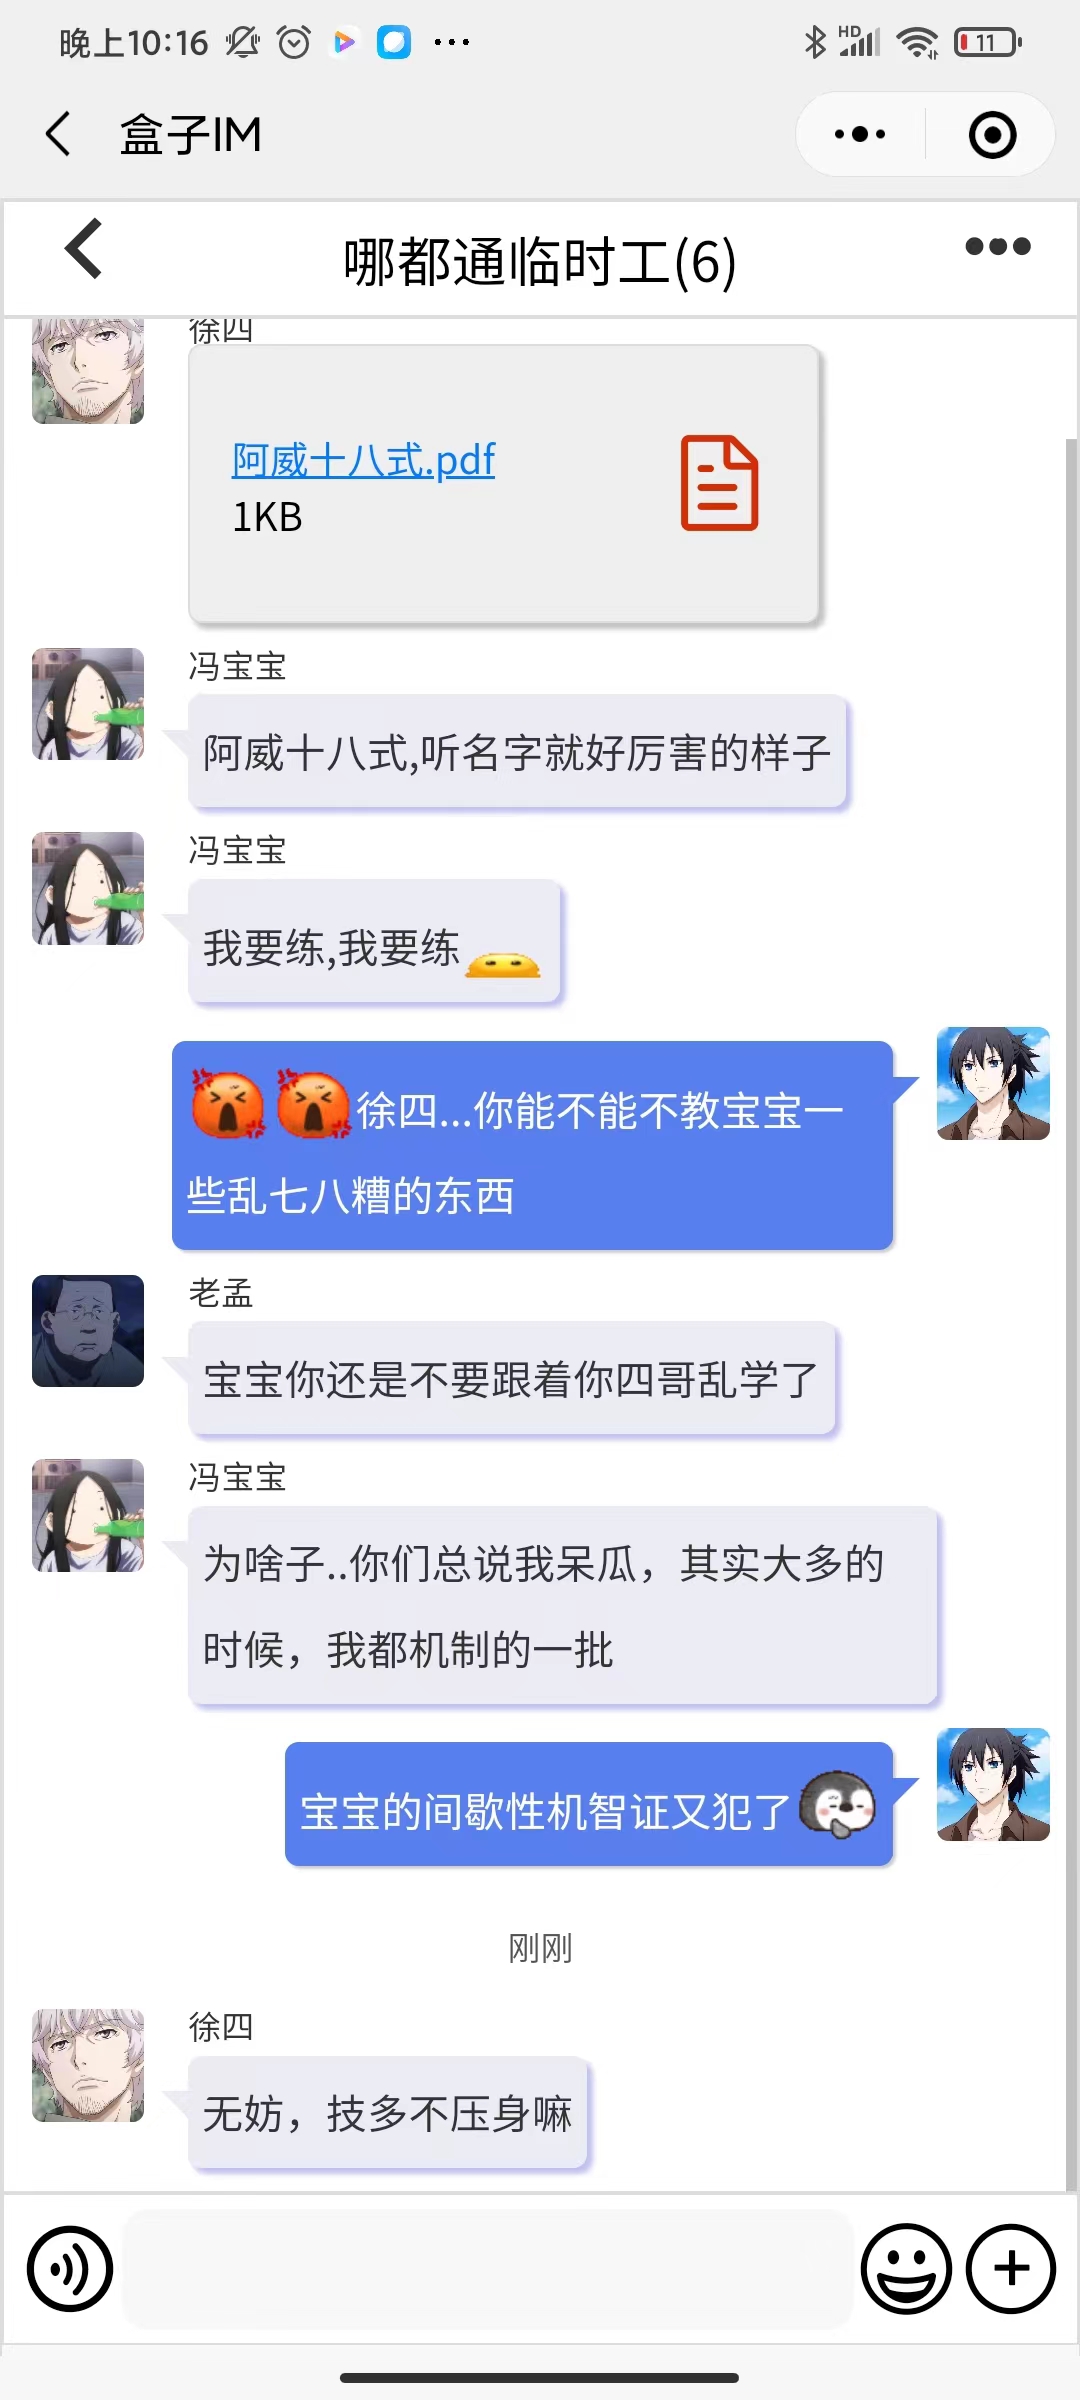 晚上10:16
HD
11
盒子IM
哪都通临时工(6)
徐四
阿威十八式.pdf
1KB
冯宝宝
阿威十八式,听名字就好厉害的样子
冯宝宝
我要练,我要练
徐四...你能不能不教宝宝一
些乱七八糟的东西
老孟
宝宝你还是不要跟着你四哥乱学了
冯宝宝
为啥子..你们总说我呆瓜，其实大多的
时候，我都机制的一批
宝宝的间歇性机智证又犯了
刚刚
徐四
无妨，技多不压身嘛